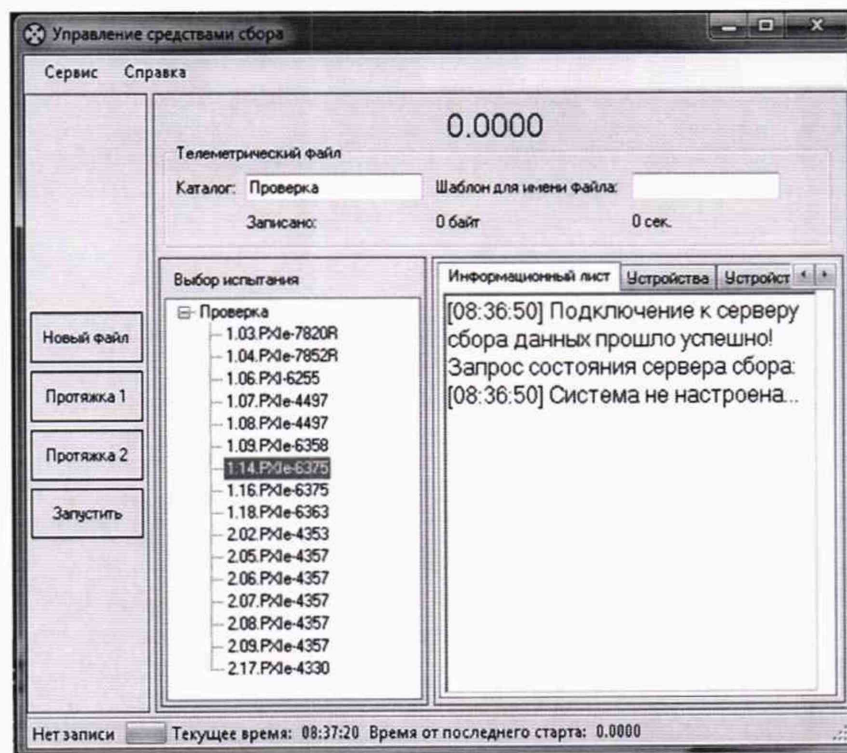 Управление средствами сбора
Сервис Справка
0.0000
Телеметрический файл
Каталог: Проверка Шаблон для имени файла:
Записано: 0 байт 0 сек.
Новый файл
Протяжка 1
Протяжка 2
Запустить
Выбор испытания
Проверка
1.03.PXIe-7820R
1.04.PXIe-7852R
1.06.PXI-6255
1.07.PXIe-4497
1.08.PXIe-4497
1.09.PXIe-6358
1.14.PXIe-6375
1.16.PXIe-6375
1.18.PXIe-6363
2.02.PXIe-4353
2.05.PXIe-4357
2.06.PXIe-4357
2.07.PXIe-4357
2.08.PXIe-4357
2.09.PXIe-4357
2.17.PXIe-4330
Информационный лист Устройства Устройст
[08:36:50] Подключение к серверу
сбора данных прошло успешно!
Запрос состояния сервера сбора:
[08:36:50] Система не настроена...
Нет записи Текущее время: 08:37:20 Время от последнего старта: 0.0000